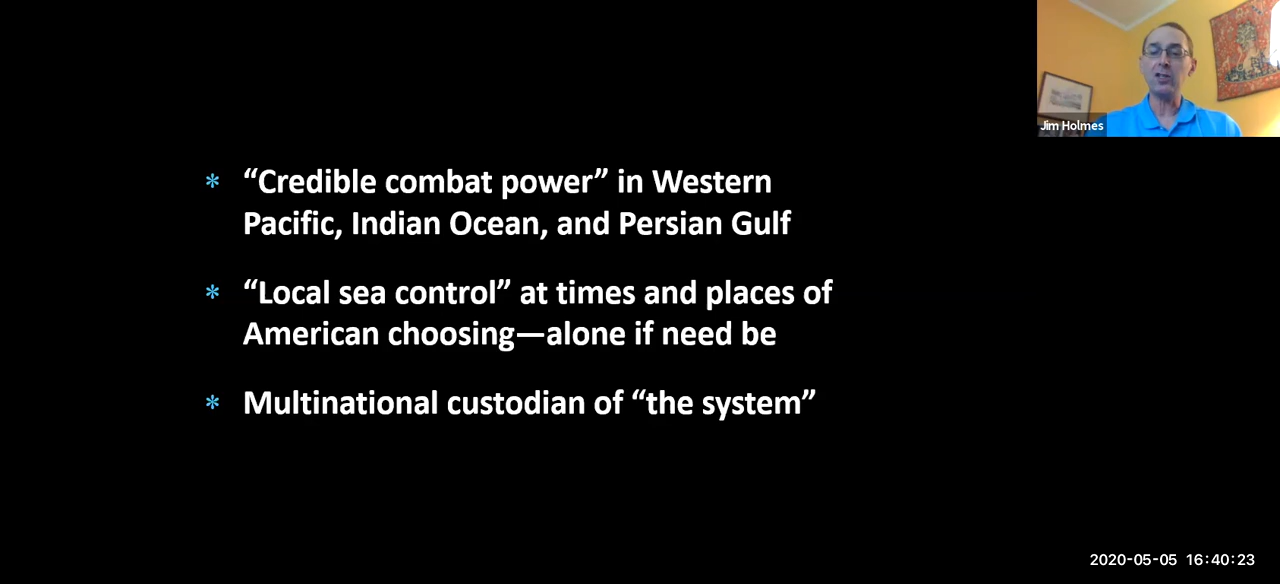 Jim Holmes
* “Credible combat power” in Western
Pacific, Indian Ocean, and Persian Gulf
* “Local sea control” at times and places of
American choosing—alone if need be
* Multinational custodian of “the system”
2020-05-05 16:40:23